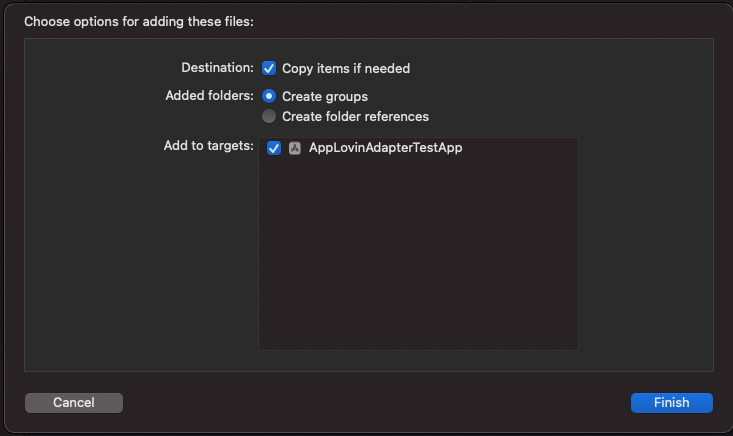 Choose options for adding these files:
Destination: Copy items if needed
Added folders: Create groups
Create folder references
Add to targets: AppLovinAdapterTestApp
Cancel Finish